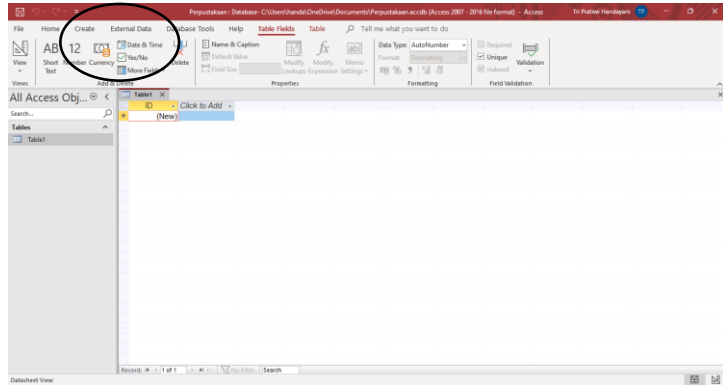 Perpustakaan : Database- C:\Users\handa\OneDrive\Documents\Perpustakaan.accdb (Access 2007 - 2016 file format) - Access Tri Pratiwi Handayani TP
File Home Create External Data Database Tools Help Table Fields Table Tell me what you want to do
View
AB Short Text
12 Number
Currency
Date & Time
Yes/No
More Fields
Delete
Name & Caption
Default Value
Field Size
Modify Lookups
fx Modify Expression
ab Memo Settings
Data Type: AutoNumber
Format: Formatting
% 9
Required
Unique
Indexed
Validation
Views Add & Delete Properties Formatting Field Validation
All Access Obj...
Search...
Tables
Table1
Table1
ID Click to Add
(New)
Record: 1 of 1 No Filter Search
Datasheet View